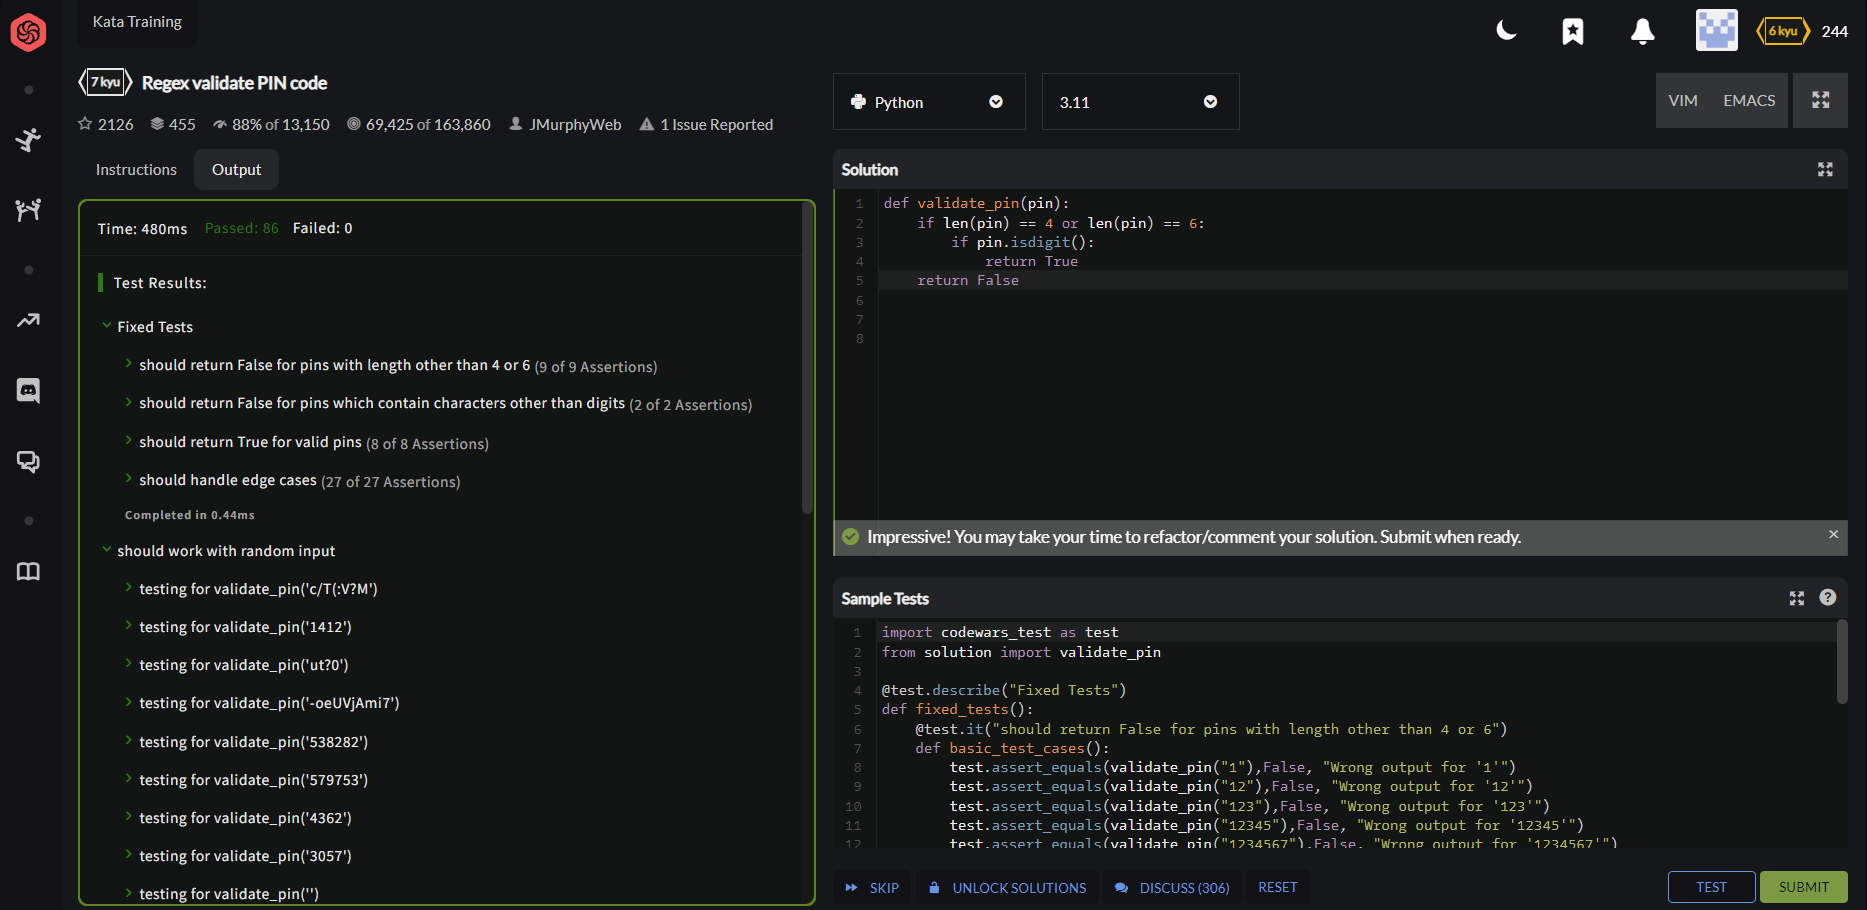 Kata Training
6 kyu 244
7 kyu Regex validate PIN code
2126 455 88% of 13,150 69,425 of 163,860 JMurphyWeb 1 Issue Reported
Instructions Output
Time: 480ms Passed: 86 Failed: 0
Test Results:
Fixed Tests
should return False for pins with length other than 4 or 6 (9 of 9 Assertions)
should return False for pins which contain characters other than digits (2 of 2 Assertions)
should return True for valid pins (8 of 8 Assertions)
should handle edge cases (27 of 27 Assertions)
Completed in 0.44ms
should work with random input
testing for validate_pin('c/T(:V?M')
testing for validate_pin('1412')
testing for validate_pin('ut?0')
testing for validate_pin('-oeUVjAmi7')
testing for validate_pin('538282')
testing for validate_pin('579753')
testing for validate_pin('4362')
testing for validate_pin('3057')
testing for validate_pin('')
Python 3.11 VIM EMACS
Solution
1 def validate_pin(pin):
2     if len(pin) == 4 or len(pin) == 6:
3         if pin.isdigit():
4             return True
5     return False
6
7
8
Impressive! You may take your time to refactor/comment your solution. Submit when ready. ×
Sample Tests ?
1 import codewars_test as test
2 from solution import validate_pin
3
4 @test.describe("Fixed Tests")
5 def fixed_tests():
6     @test.it("should return False for pins with length other than 4 or 6")
7     def basic_test_cases():
8         test.assert_equals(validate_pin("1"),False, "Wrong output for '1'")
9         test.assert_equals(validate_pin("12"),False, "Wrong output for '12'")
10         test.assert_equals(validate_pin("123"),False, "Wrong output for '123'")
11         test.assert_equals(validate_pin("12345"),False, "Wrong output for '12345'")
12         test.assert_equals(validate_pin("1234567"),False, "Wrong output for '1234567'")
SKIP UNLOCK SOLUTIONS DISCUSS (306) RESET TEST SUBMIT